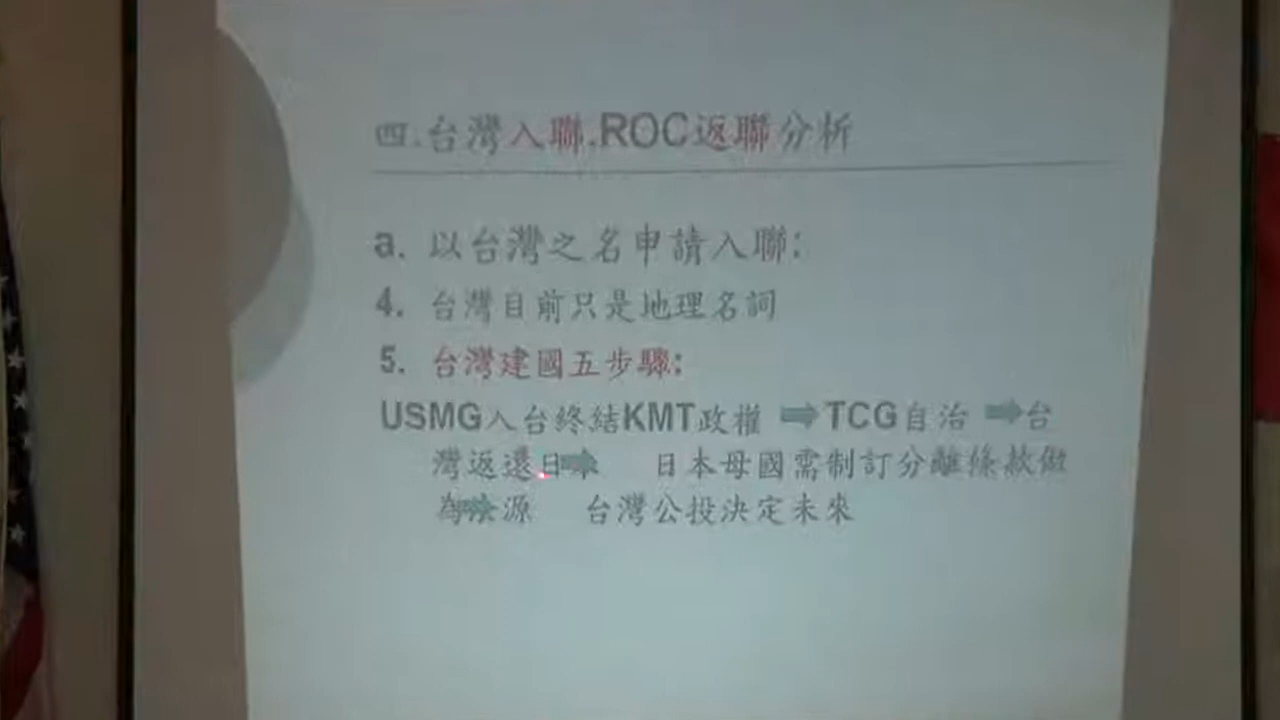 四.台灣入聯.ROC返聯分析
a. 以台灣之名申請入聯:
4. 台灣目前只是地理名詞
5. 台灣建國五步驟:
USMG入台終結KMT政權 ➡TCG自治 ➡台
灣返還日本➡ 日本母國需制訂分離條款做
為法源➡ 台灣公投決定未來